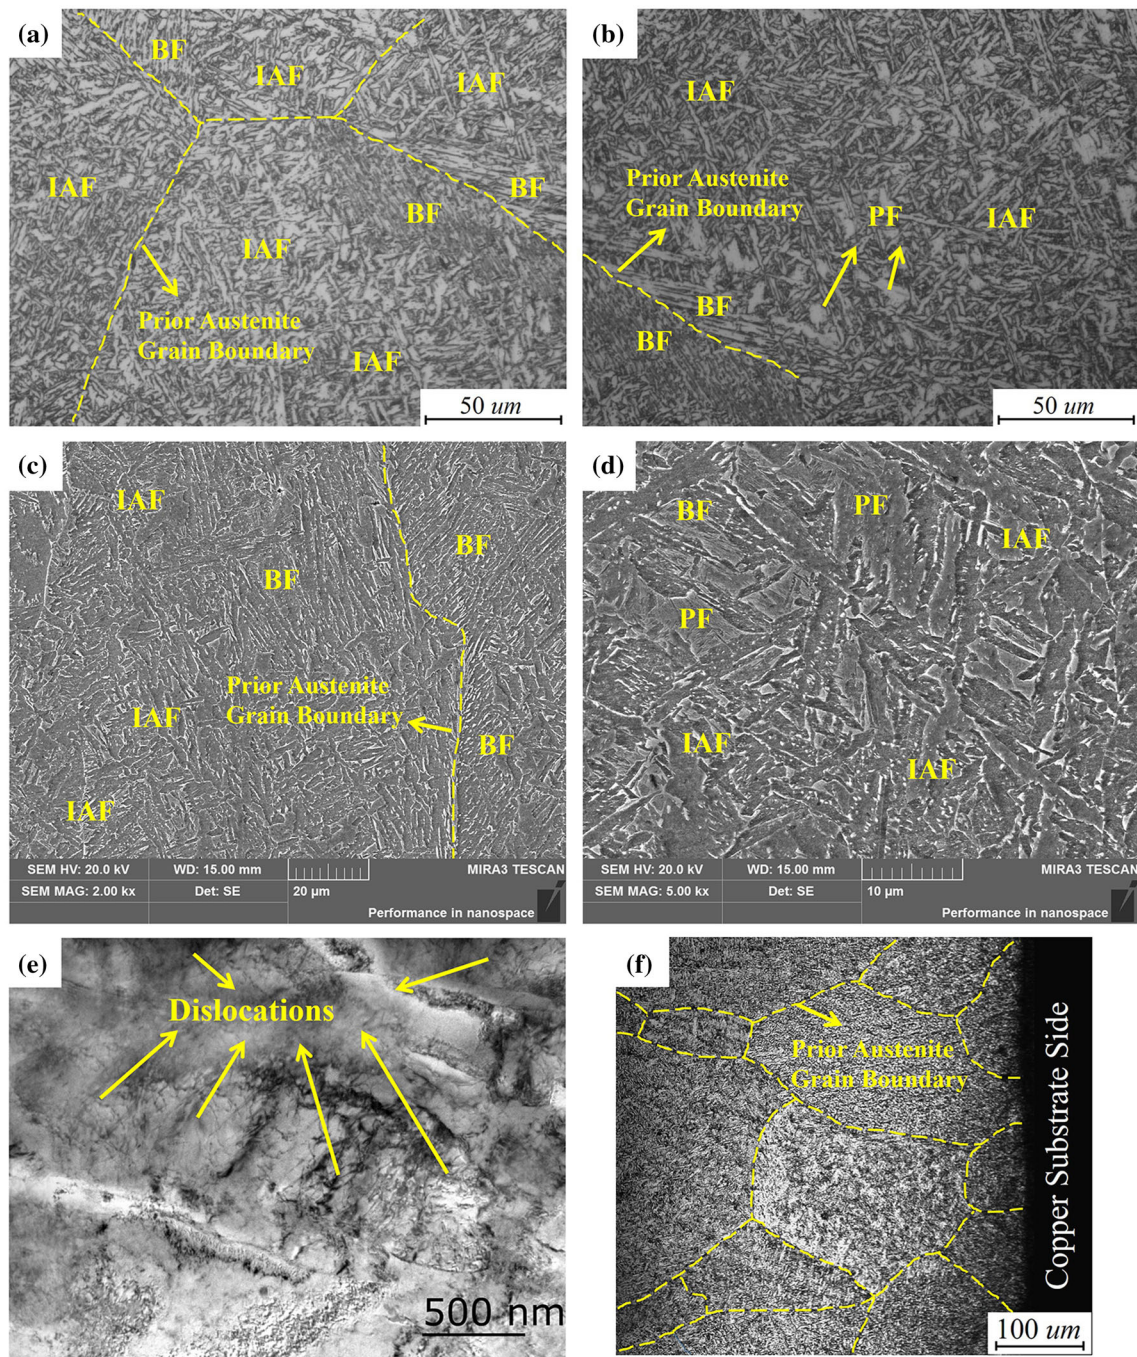 (a)
BF
IAF
IAF
IAF
BF
BF
IAF
Prior Austenite
Grain Boundary
IAF
50 um
(b)
IAF
Prior Austenite
Grain Boundary
PF
IAF
BF
BF
50 um
(c)
IAF
BF
BF
Prior Austenite
Grain Boundary
IAF
BF
IAF
SEM HV: 20.0 kV
WD: 15.00 mm
MIRA3 TESCAN
SEM MAG: 2.00 kx
Det: SE
20 µm
Performance in nanospace
(d)
BF
PF
IAF
PF
IAF
IAF
SEM HV: 20.0 kV
WD: 15.00 mm
MIRA3 TESCAN
SEM MAG: 5.00 kx
Det: SE
10 µm
Performance in nanospace
(e)
Dislocations
500 nm
(f)
Prior Austenite
Grain Boundary
Copper Substrate Side
100 um